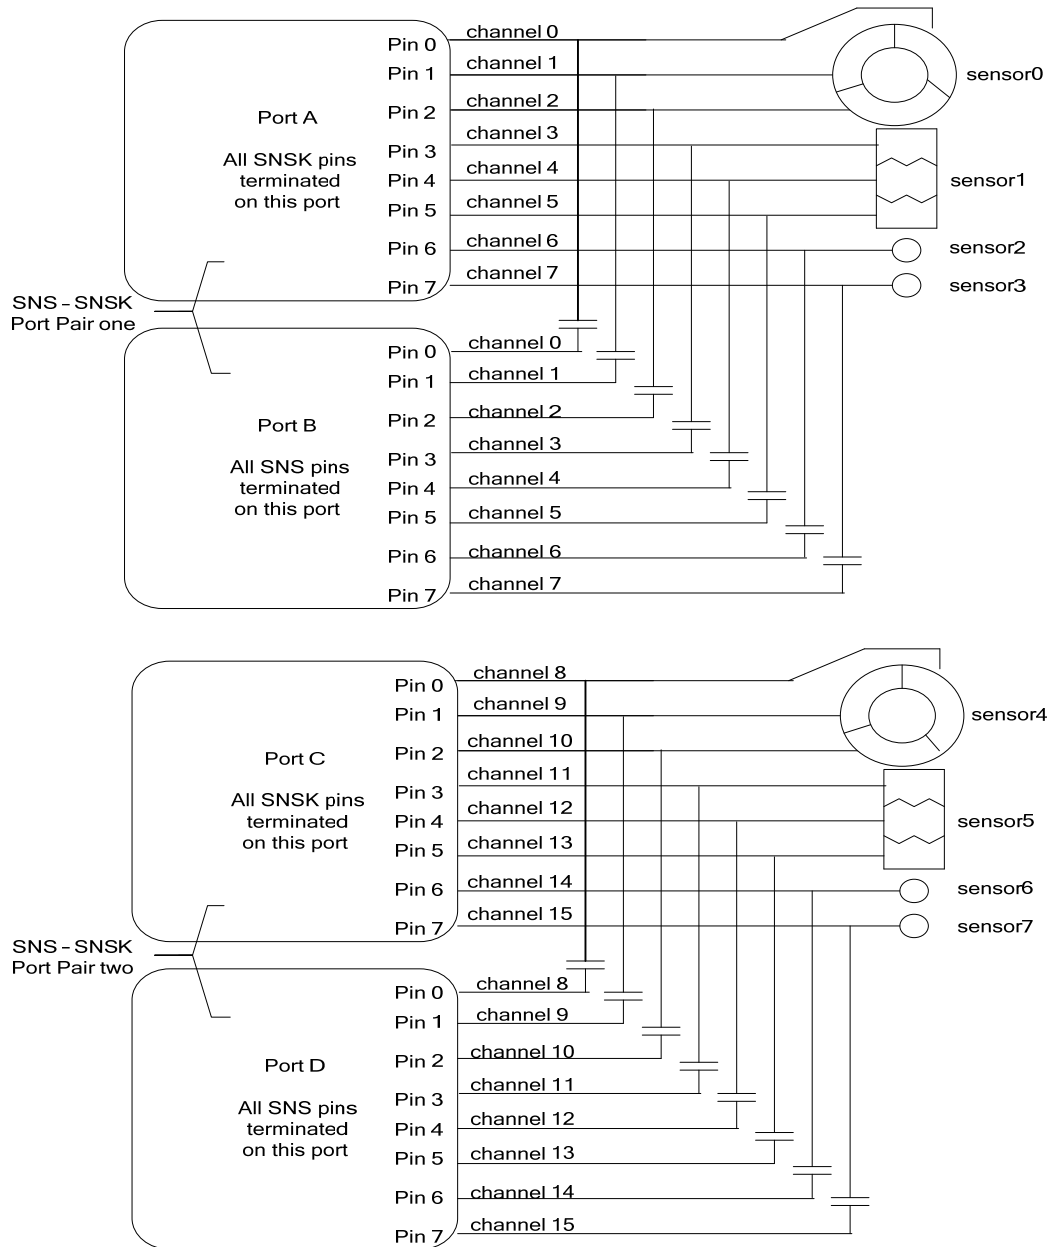 channel 0
Pin 0
channel 1
Pin 1
sensor0
channel 2
Pin 2
Port A
channel 3
Pin 3
All SNSK pins
terminated
on this port
channel 4
Pin 4
sensor1
channel 5
Pin 5
channel 6
Pin 6
sensor2
channel 7
Pin 7
sensor3
SNS - SNSK
Port Pair one
channel 0
Pin 0
channel 1
Pin 1
channel 2
Pin 2
Port B
channel 3
Pin 3
All SNS pins
terminated
on this port
channel 4
Pin 4
channel 5
Pin 5
channel 6
Pin 6
channel 7
Pin 7
channel 8
Pin 0
channel 9
Pin 1
sensor4
channel 10
Pin 2
Port C
channel 11
Pin 3
All SNSK pins
terminated
on this port
channel 12
Pin 4
sensor5
channel 13
Pin 5
channel 14
Pin 6
sensor6
channel 15
Pin 7
sensor7
SNS - SNSK
Port Pair two
channel 8
Pin 0
channel 9
Pin 1
channel 10
Pin 2
Port D
channel 11
Pin 3
All SNS pins
terminated
on this port
channel 12
Pin 4
channel 13
Pin 5
channel 14
Pin 6
channel 15
Pin 7